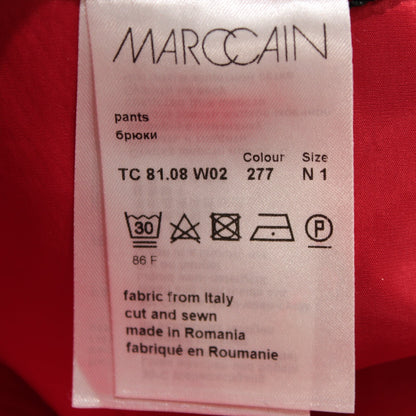 MARCCAIN
pants
брюки
Colour Size
TC 81.08 W02 277 N 1
30
P
86 F
fabric from Italy
cut and sewn
made in Romania
fabriqué en Roumanie